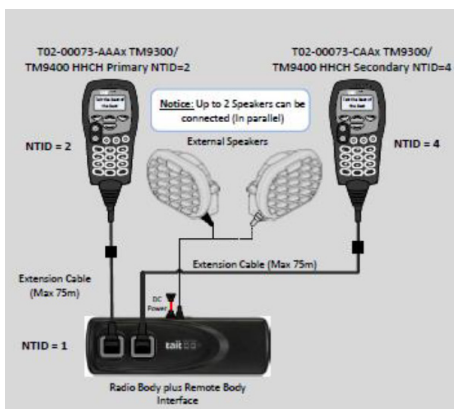 T02-00073-AAAx TM9300/
TM9400 HHCH Primary NTID=2
T02-00073-CAAx TM9300/
TM9400 HHCH Secondary NTID=4
Notice: Up to 2 Speakers can be
connected (In parallel)
External Speakers
NTID = 2
NTID = 4
Extension Cable
(Max 75m)
Extension Cable (Max 75m)
DC
Power
NTID = 1
tait
Radio Body plus Remote Body
Interface